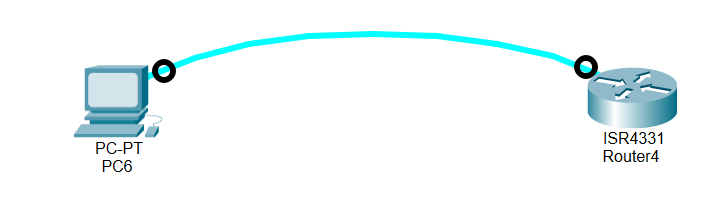 PC-PT
PC6
ISR4331
Router4